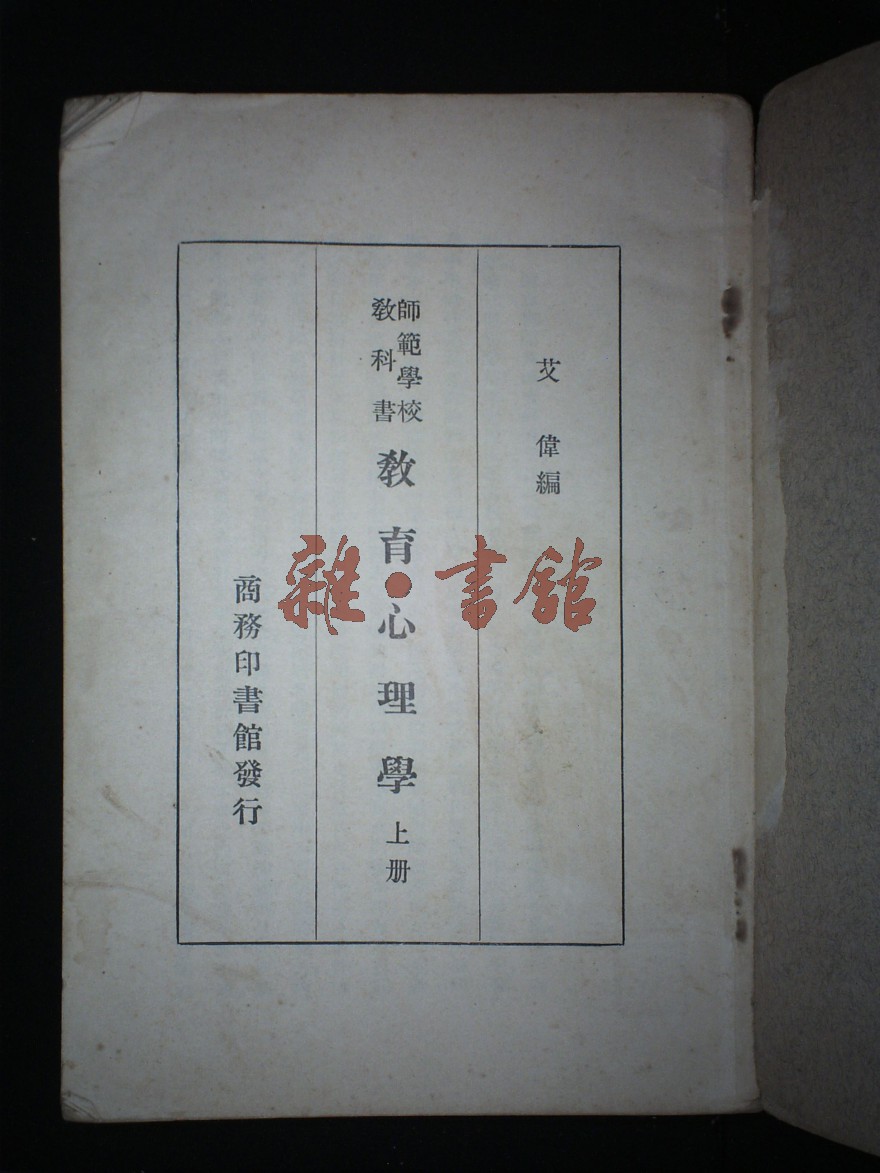 艾偉編
師範學校
教科書
教育心理學 上册
商務印書館發行
雜·書館